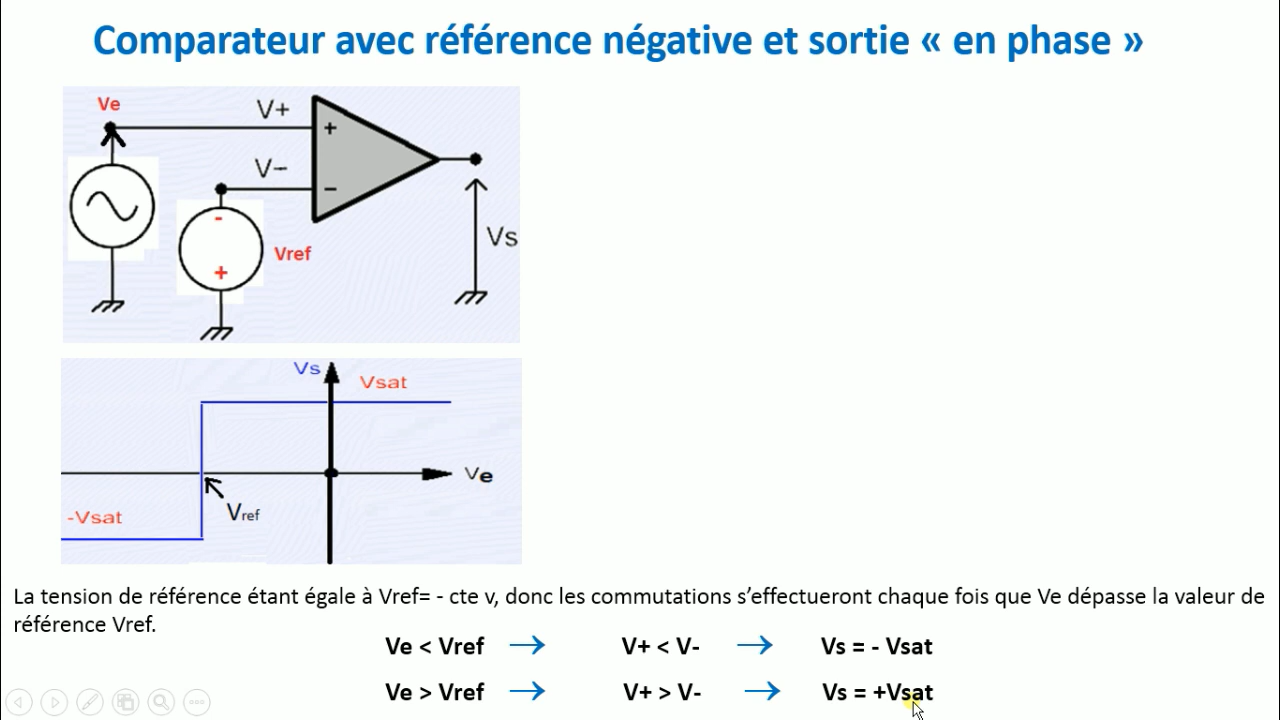 Comparateur avec référence négative et sortie « en phase »
Ve
V+
+
V−
−
-
+
Vref
Vs
Vs
Vsat
Ve
Vref
-Vsat
La tension de référence étant égale à Vref= - cte v, donc les commutations s’effectueront chaque fois que Ve dépasse la valeur de
référence Vref.
Ve < Vref → V+ < V- → Vs = - Vsat
Ve > Vref → V+ > V- → Vs = +Vsat